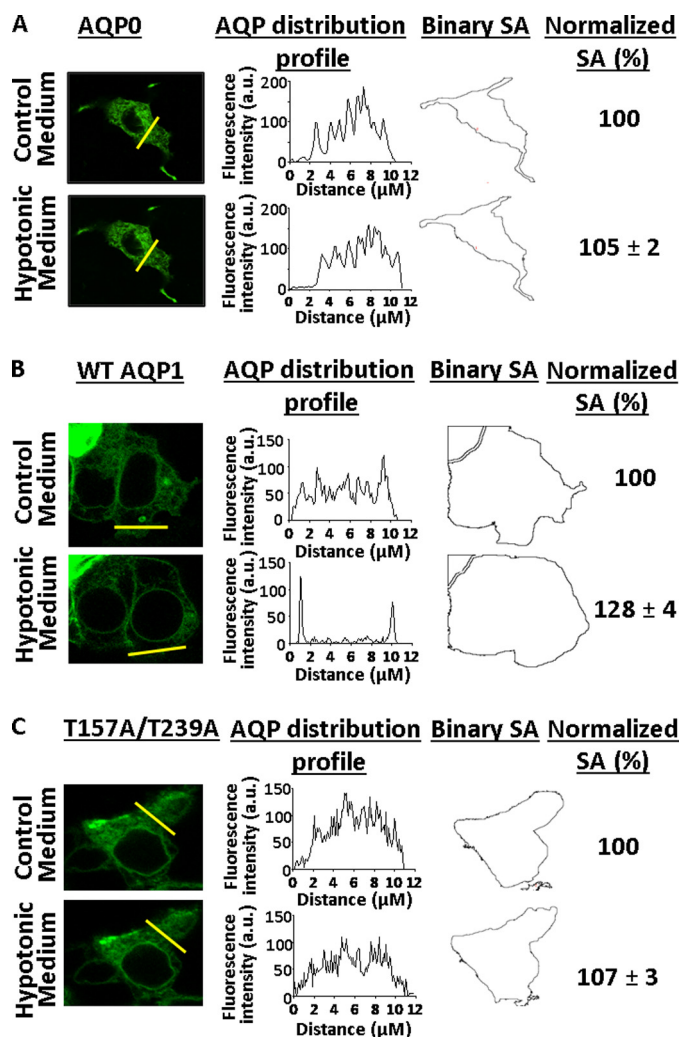 A AQP0 AQP distribution profile Binary SA Normalized SA (%)
Control Medium
Fluorescence intensity (a.u.)
200
100
0
0 2 4 6 8 10 12
Distance (µM)
100
Hypotonic Medium
Fluorescence intensity (a.u.)
200
100
0
0 2 4 6 8 10 12
Distance (µM)
105 ± 2
B WT AQP1 AQP distribution profile Binary SA Normalized SA (%)
Control Medium
Fluorescence intensity (a.u.)
150
100
50
0
0 2 4 6 8 10 12
Distance (µM)
100
Hypotonic Medium
Fluorescence intensity (a.u.)
150
100
50
0
0 2 4 6 8 10 12
Distance (µM)
128 ± 4
C T157A/T239A AQP distribution profile Binary SA Normalized SA (%)
Control Medium
Fluorescence intensity (a.u.)
150
100
50
0
0 2 4 6 8 10 12
Distance (µM)
100
Hypotonic Medium
Fluorescence intensity (a.u.)
150
100
50
0
0 2 4 6 8 10 12
Distance (µM)
107 ± 3